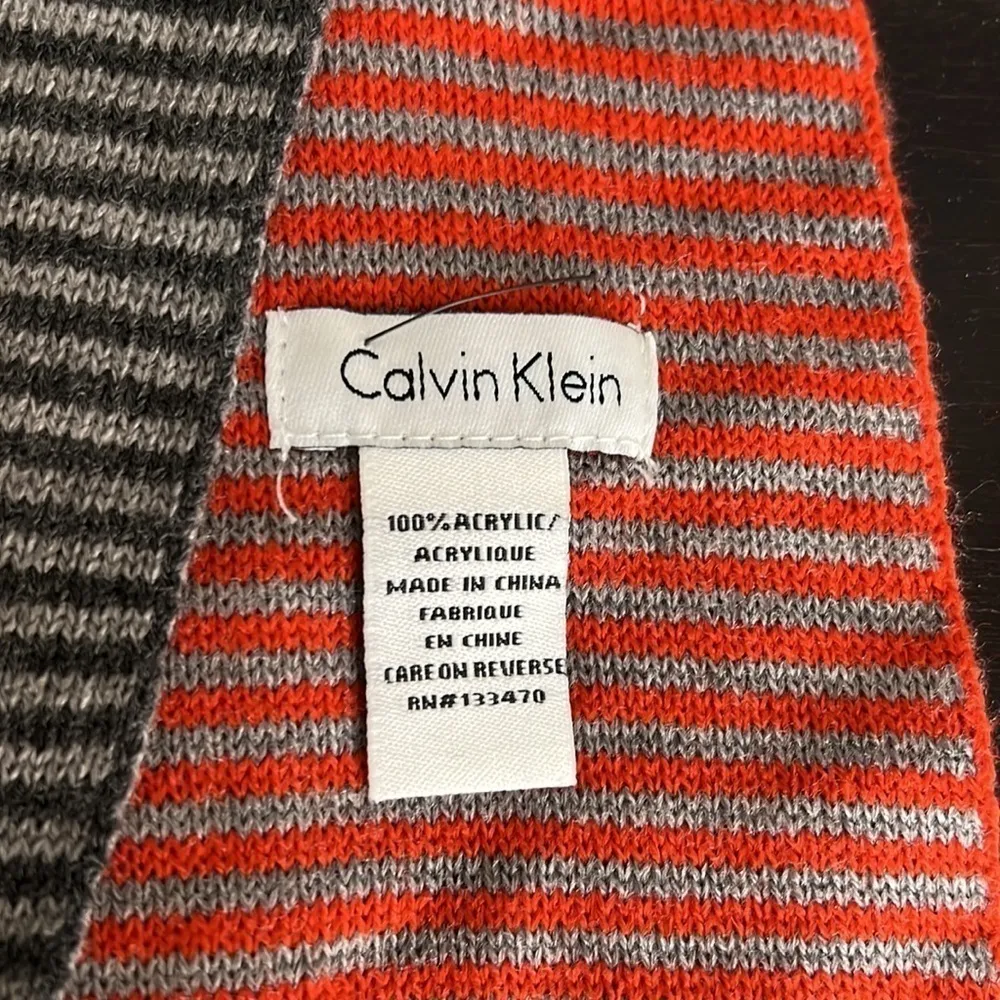 Calvin Klein
100% ACRYLIC/
ACRYLIQUE
MADE IN CHINA
FABRIQUE
EN CHINE
CARE ON REVERSE
RN#133470